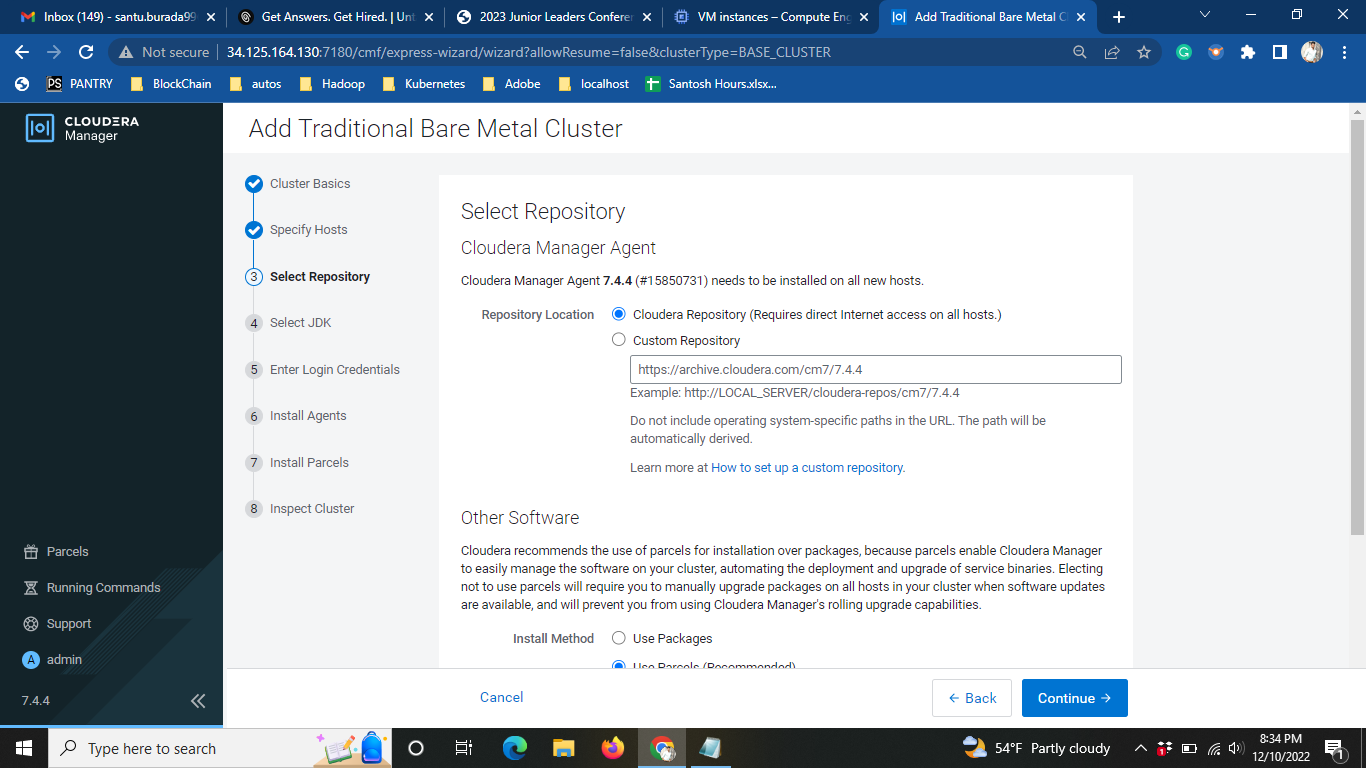 Inbox (149) - santu.burada99
Get Answers. Get Hired. | Unt
2023 Junior Leaders Conferen
VM instances – Compute Eng
Add Traditional Bare Metal C
Not secure
34.125.164.130:7180/cmf/express-wizard/wizard?allowResume=false&clusterType=BASE_CLUSTER
PS PANTRY
BlockChain
autos
Hadoop
Kubernetes
Adobe
localhost
Santosh Hours.xlsx...
CLOUDERA
Manager
Add Traditional Bare Metal Cluster
Cluster Basics
Specify Hosts
3 Select Repository
4 Select JDK
5 Enter Login Credentials
6 Install Agents
7 Install Parcels
8 Inspect Cluster
Select Repository
Cloudera Manager Agent
Cloudera Manager Agent 7.4.4 (#15850731) needs to be installed on all new hosts.
Repository Location
Cloudera Repository (Requires direct Internet access on all hosts.)
Custom Repository
https://archive.cloudera.com/cm7/7.4.4
Example: http://LOCAL_SERVER/cloudera-repos/cm7/7.4.4
Do not include operating system-specific paths in the URL. The path will be
automatically derived.
Learn more at How to set up a custom repository.
Other Software
Cloudera recommends the use of parcels for installation over packages, because parcels enable Cloudera Manager
to easily manage the software on your cluster, automating the deployment and upgrade of service binaries. Electing
not to use parcels will require you to manually upgrade packages on all hosts in your cluster when software updates
are available, and will prevent you from using Cloudera Manager's rolling upgrade capabilities.
Install Method
Use Packages
Use Parcels (Recommended)
Parcels
Running Commands
Support
A admin
7.4.4
Cancel
← Back
Continue →
Type here to search
54°F Partly cloudy
8:34 PM
12/10/2022
1